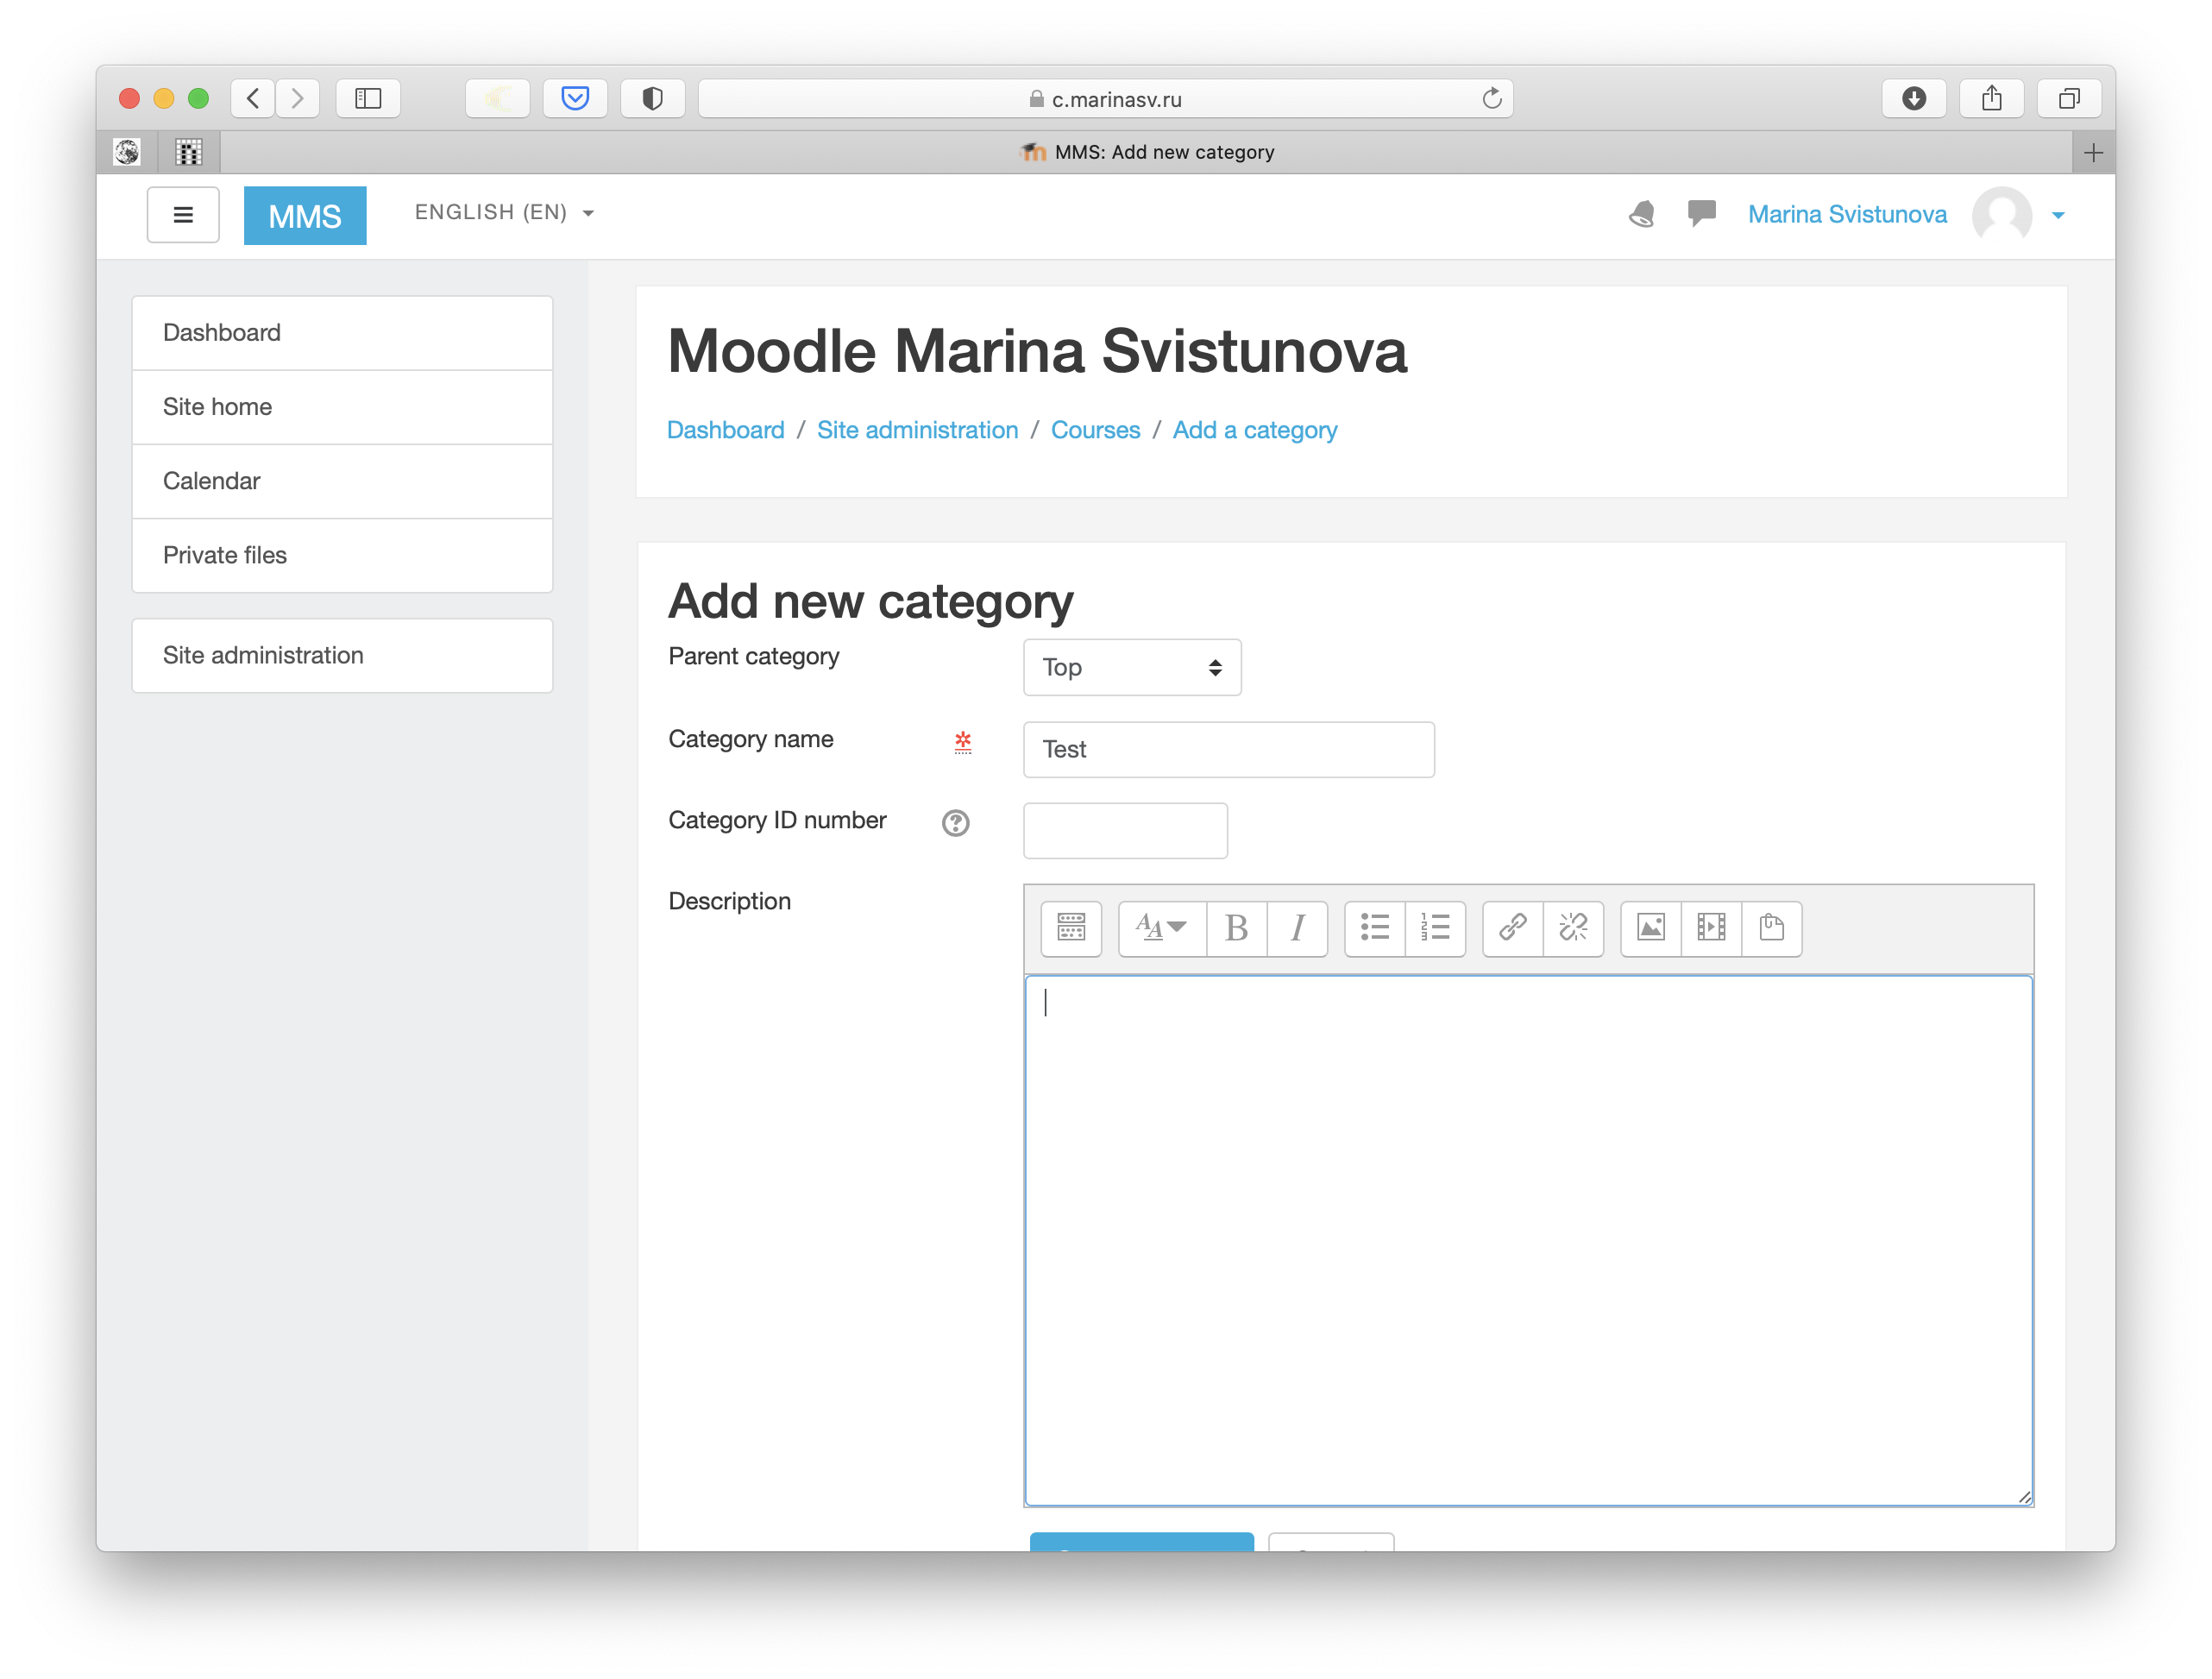 c.marinasv.ru
MMS: Add new category
MMS
ENGLISH (EN)
Marina Svistunova
Dashboard
Site home
Calendar
Private files
Site administration
Moodle Marina Svistunova
Dashboard / Site administration / Courses / Add a category
Add new category
Parent category
Top
Category name
Test
Category ID number
Description